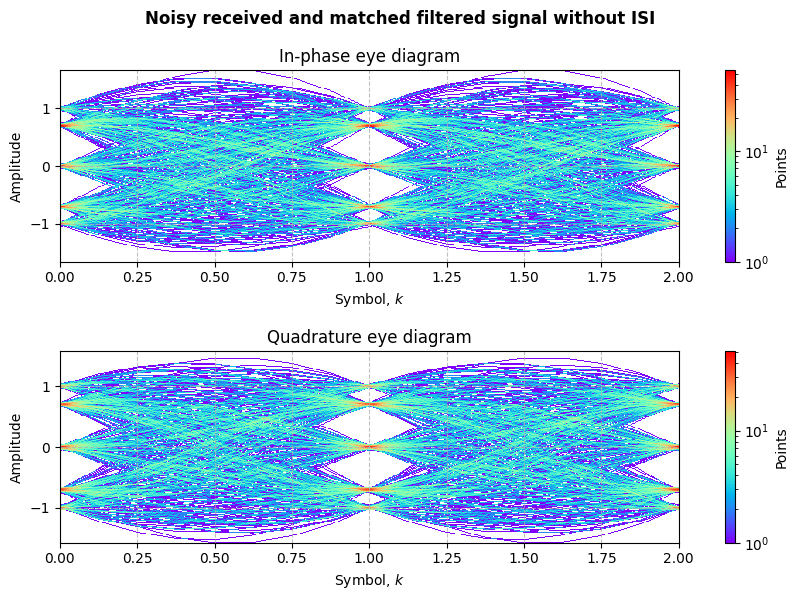 Noisy received and matched filtered signal without ISI
In-phase eye diagram
Amplitude
1
0
−1
0.00 0.25 0.50 0.75 1.00 1.25 1.50 1.75 2.00
Symbol, k
10¹
10⁰
Points
Quadrature eye diagram
Amplitude
1
0
−1
0.00 0.25 0.50 0.75 1.00 1.25 1.50 1.75 2.00
Symbol, k
10¹
10⁰
Points